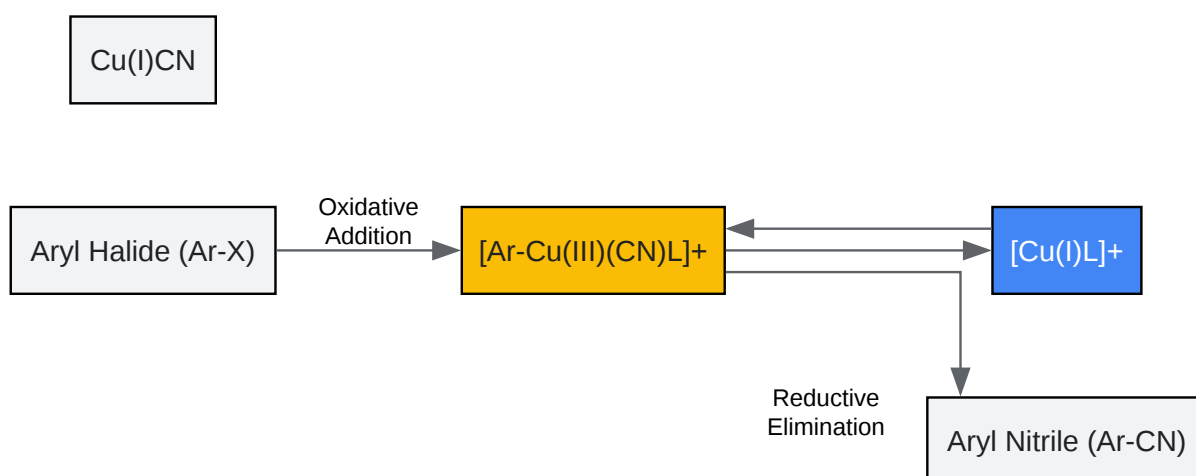 Cu(I)CN
Aryl Halide (Ar-X)
Oxidative
Addition
[Ar-Cu(III)(CN)L]+
[Cu(I)L]+
Reductive
Elimination
Aryl Nitrile (Ar-CN)